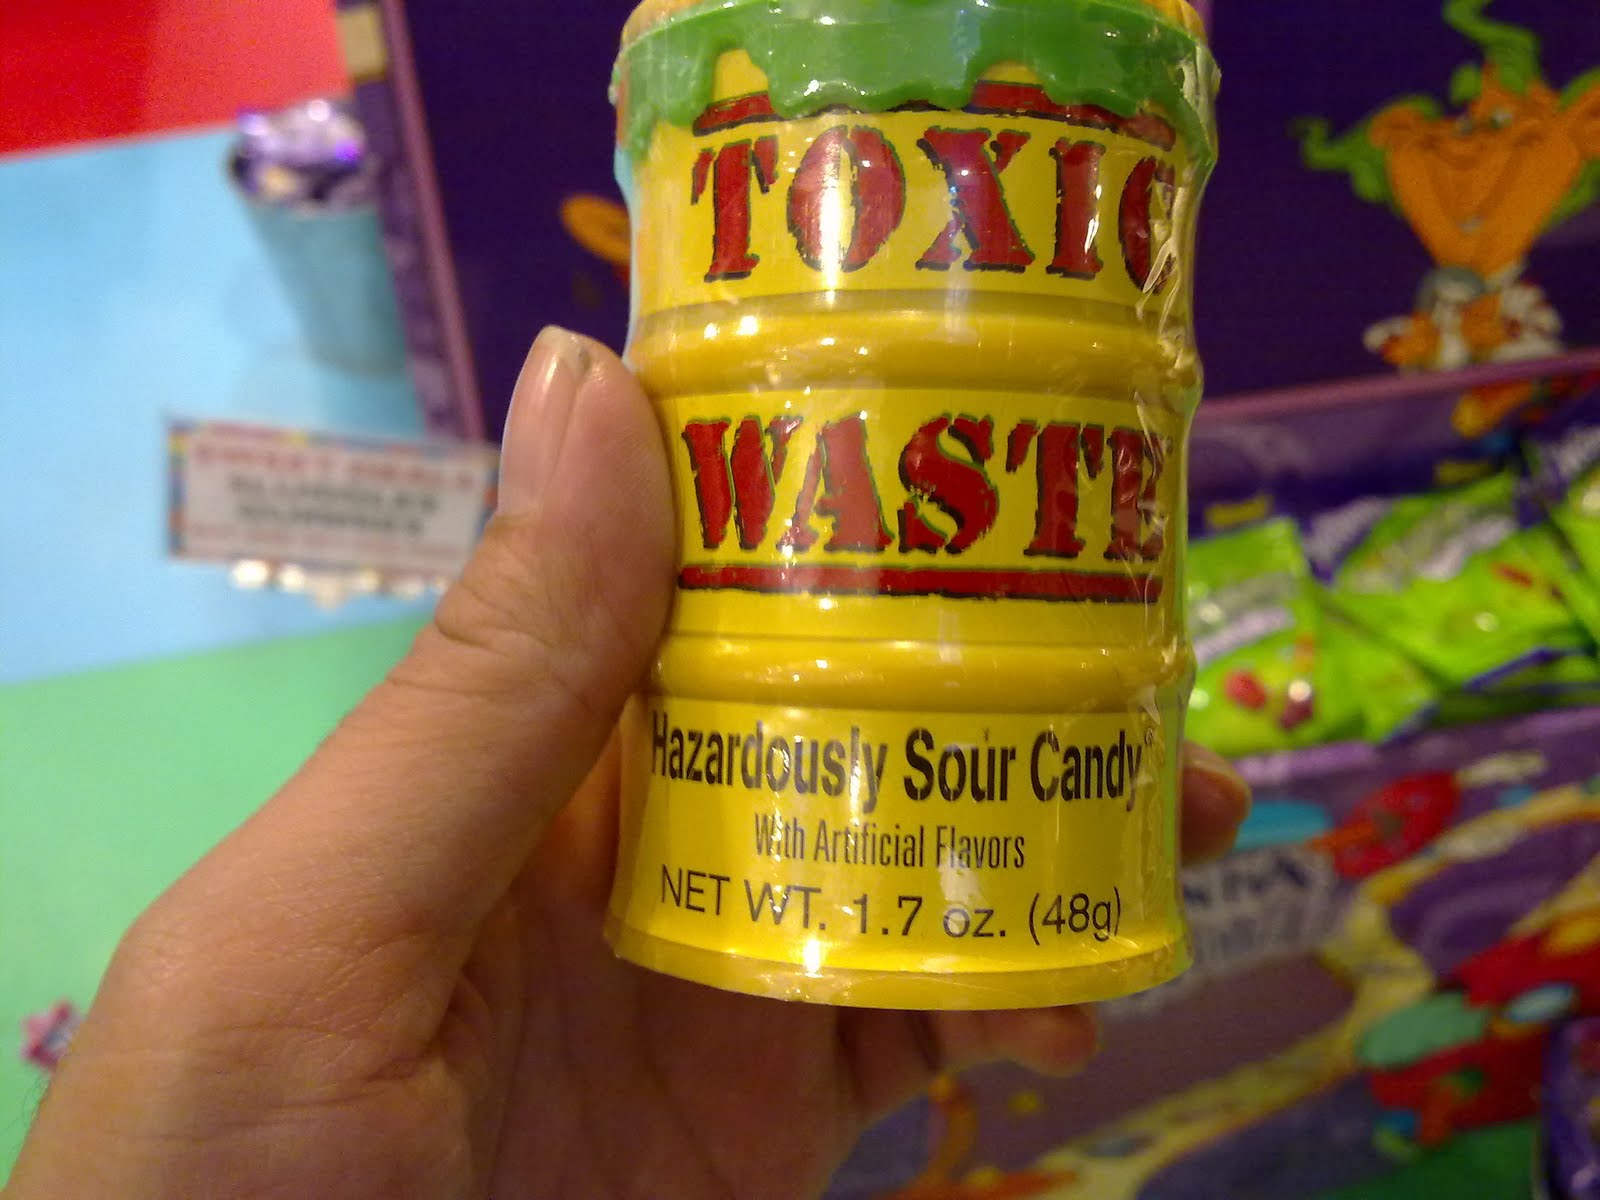 TOXIC
WASTE
Hazardously Sour Candy®
With Artificial Flavors
NET WT. 1.7 oz. (48g)